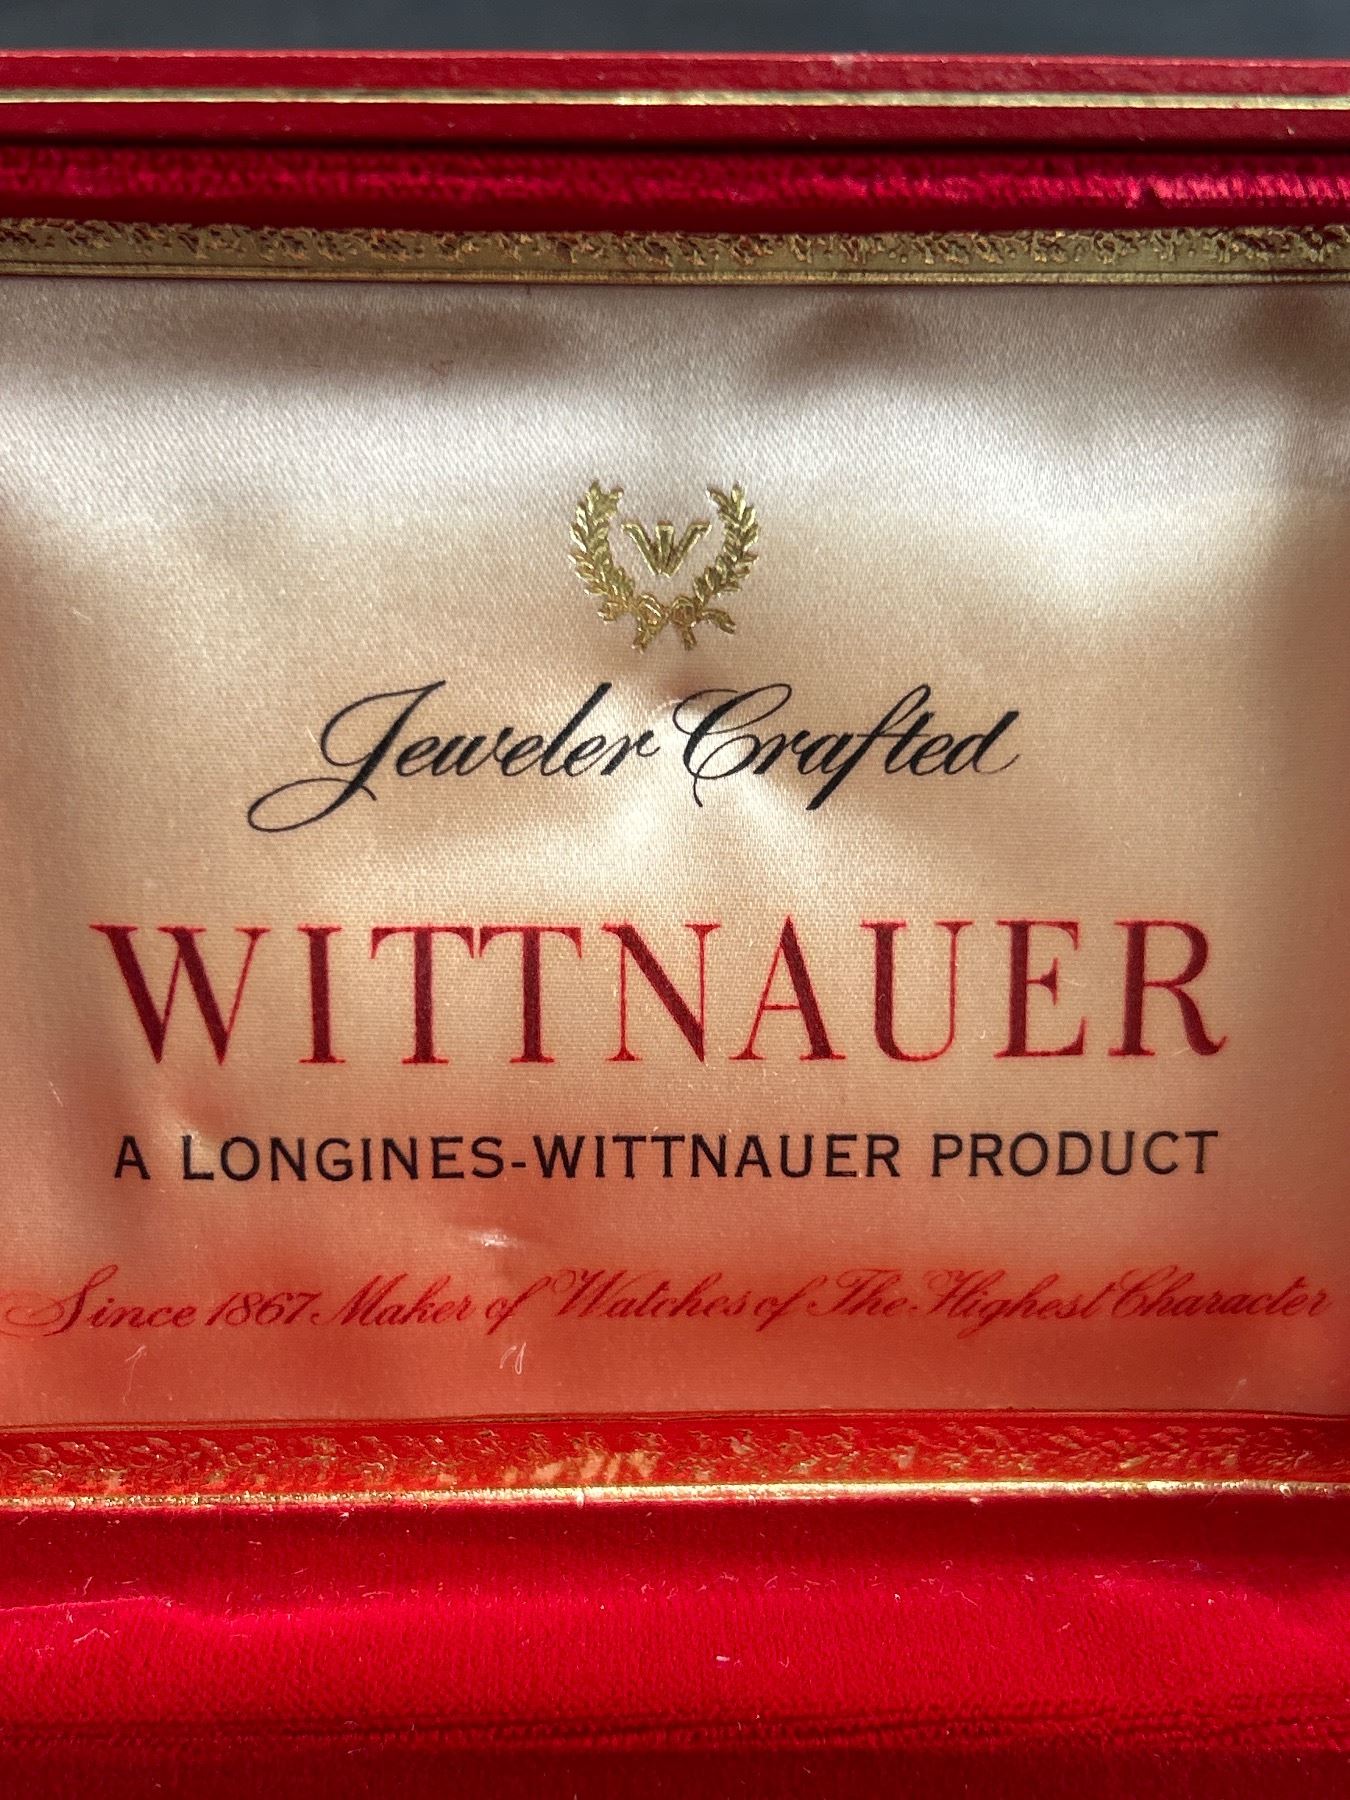 W
Jeweler Crafted
WITTNAUER
A LONGINES-WITTNAUER PRODUCT
Since 1867 Maker of Watches of The Highest Character